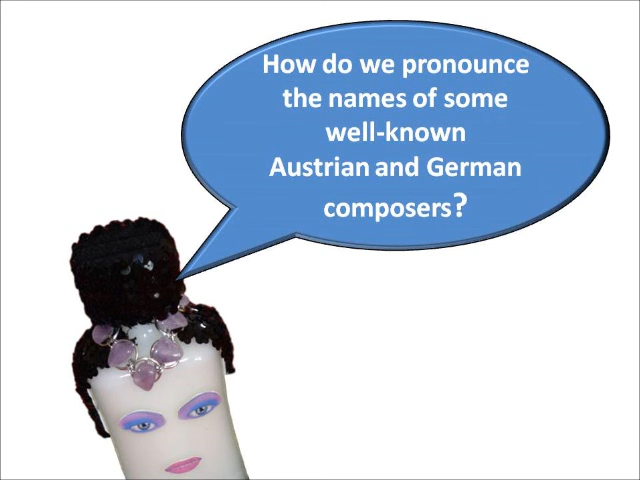 How do we pronounce
the names of some
well-known
Austrian and German
composers?